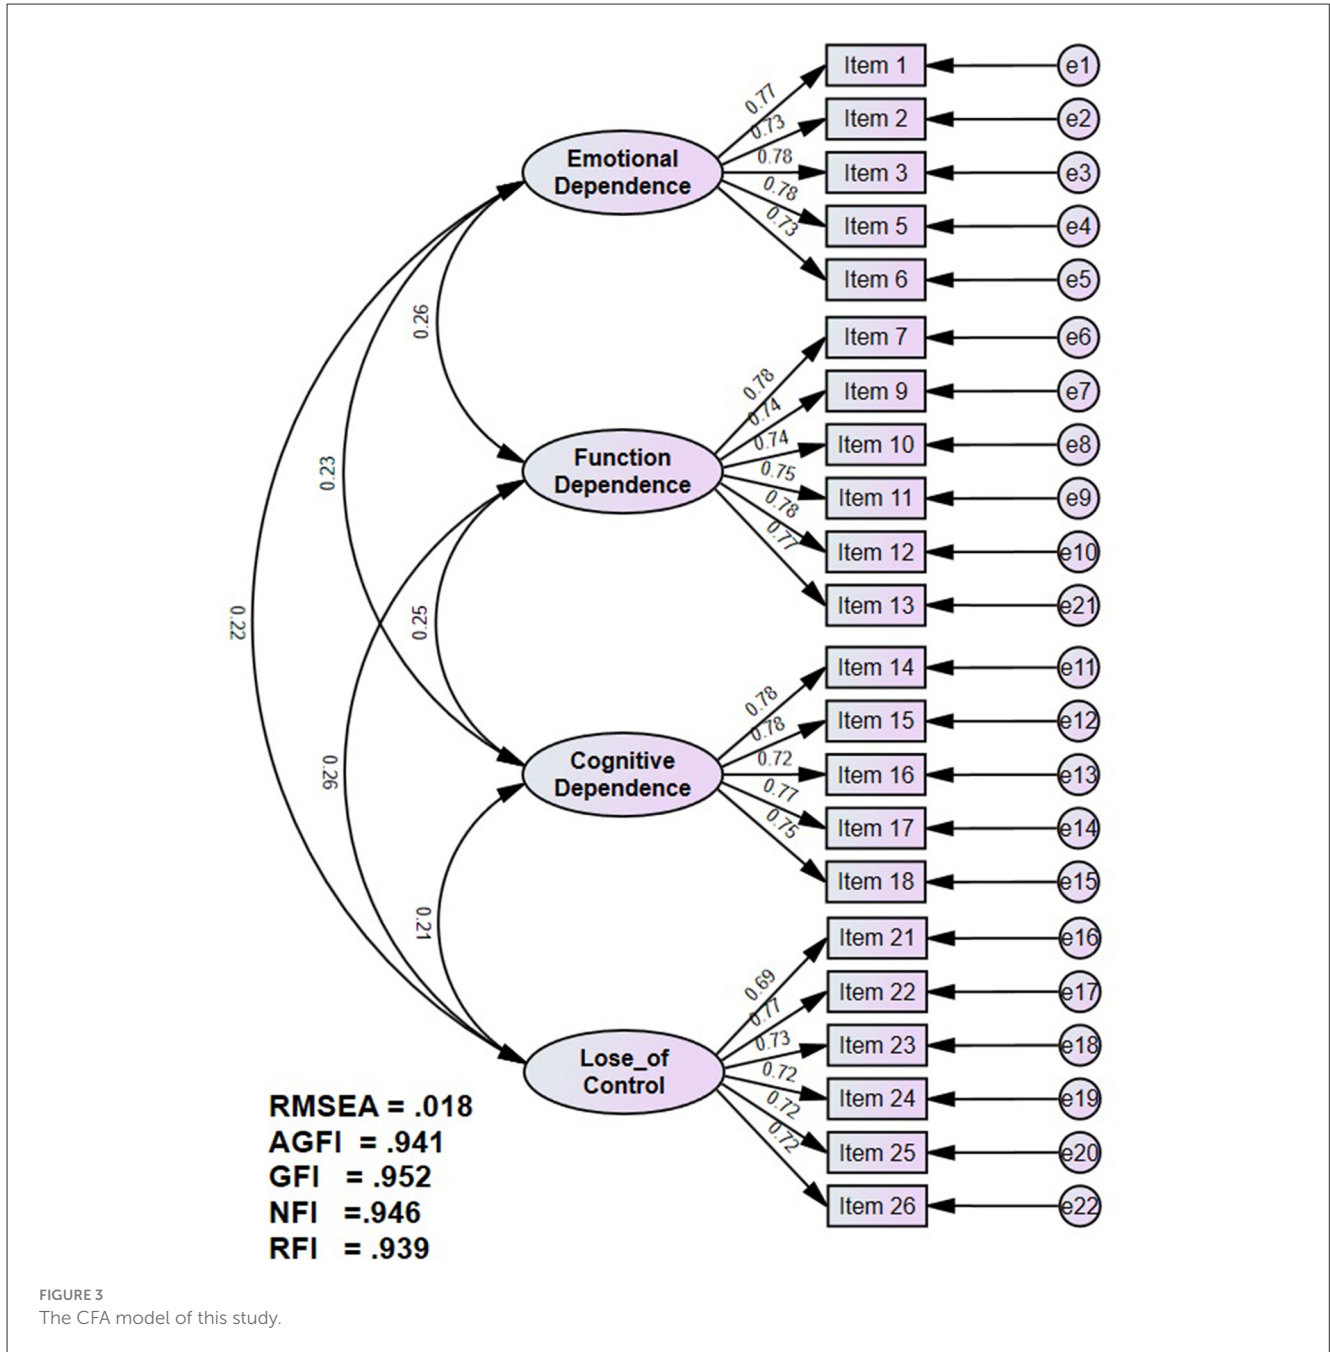 0.77
Item 1
e1
0.73
Item 2
e2
Emotional
Dependence
0.78
Item 3
e3
0.78
Item 5
e4
0.73
Item 6
e5
0.26
0.78
Item 7
e6
0.74
Item 9
e7
Function
Dependence
0.74
Item 10
e8
0.75
Item 11
e9
0.78
Item 12
e10
0.77
Item 13
e21
0.23
0.25
0.22
0.78
Item 14
e11
0.78
Item 15
e12
Cognitive
Dependence
0.72
Item 16
e13
0.77
Item 17
e14
0.75
Item 18
e15
0.26
0.21
0.69
Item 21
e16
0.77
Item 22
e17
Lose_of
Control
0.73
Item 23
e18
0.72
Item 24
e19
0.72
Item 25
e20
0.72
Item 26
e22
RMSEA = .018
AGFI = .941
GFI = .952
NFI =.946
RFI = .939
FIGURE 3
The CFA model of this study.